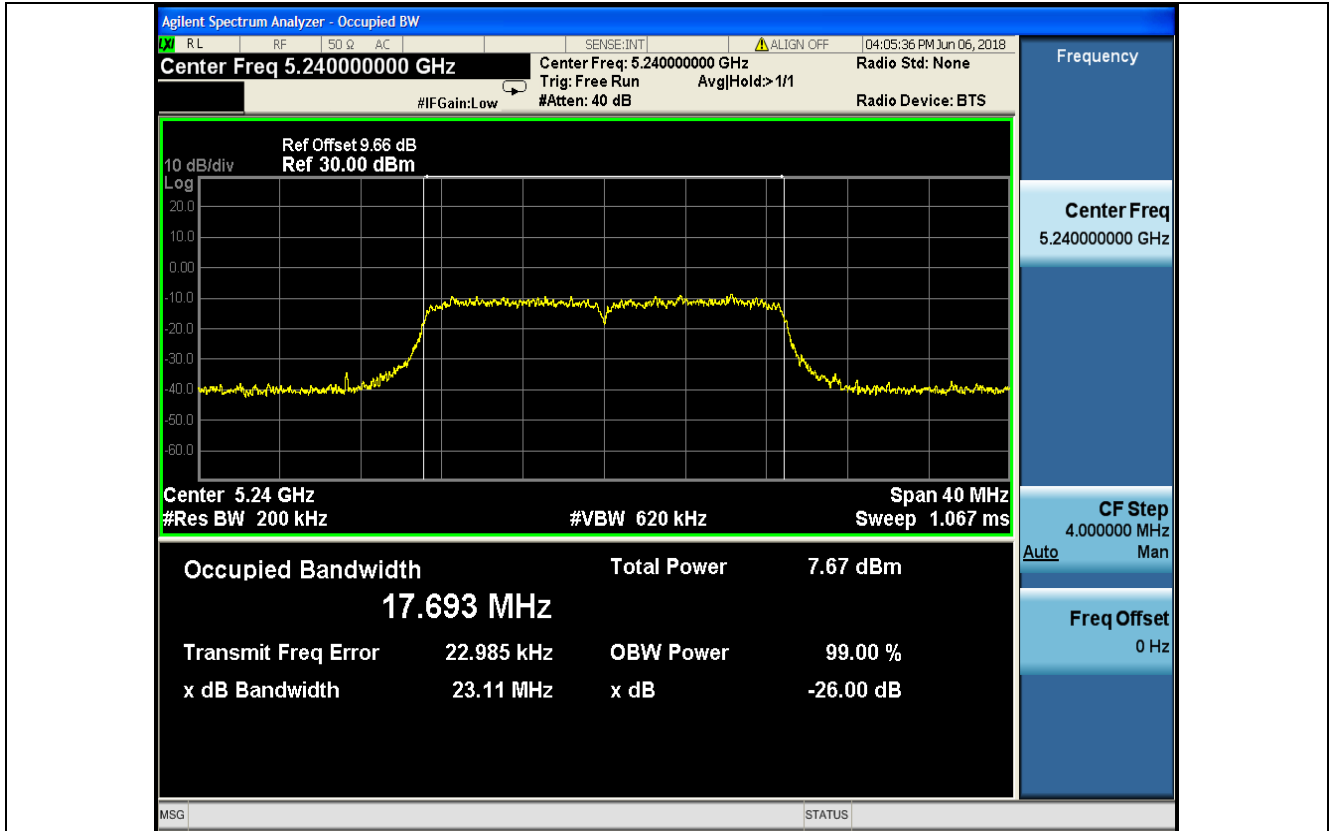 Agilent Spectrum Analyzer - Occupied BW
LXI RL RF 50 Ω AC SENSE:INT ALIGN OFF 04:05:36 PM Jun 06, 2018
Center Freq 5.240000000 GHz
Center Freq: 5.240000000 GHz
Radio Std: None
Trig: Free Run Avg|Hold:>1/1
#IFGain:Low #Atten: 40 dB Radio Device: BTS
Ref Offset 9.66 dB
10 dB/div Ref 30.00 dBm
Log
20.0
10.0
0.00
-10.0
-20.0
-30.0
-40.0
-50.0
-60.0
Center 5.24 GHz Span 40 MHz
#Res BW 200 kHz #VBW 620 kHz Sweep 1.067 ms
Occupied Bandwidth Total Power 7.67 dBm
17.693 MHz
Transmit Freq Error 22.985 kHz OBW Power 99.00 %
x dB Bandwidth 23.11 MHz x dB -26.00 dB
MSG STATUS
Frequency
Center Freq
5.240000000 GHz
CF Step
4.000000 MHz
Auto Man
Freq Offset
0 Hz